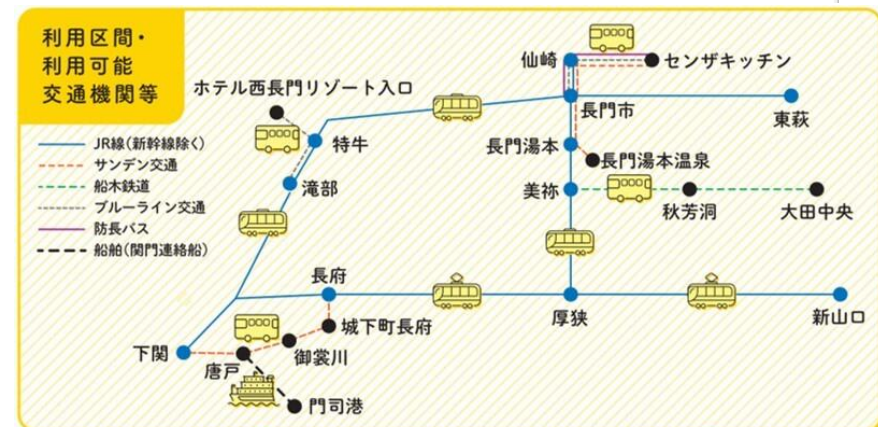 利用区間・
利用可能
交通機関等
JR線(新幹線除く)
サンデン交通
船木鉄道
ブルーライン交通
防長バス
船舶(関門連絡船)
ホテル西長門リゾート入口
特牛
滝部
仙崎
センザキッチン
長門市
東萩
長門湯本
長門湯本温泉
美祢
秋芳洞
大田中央
長府
厚狭
新山口
城下町長府
御裳川
下関
唐戸
門司港